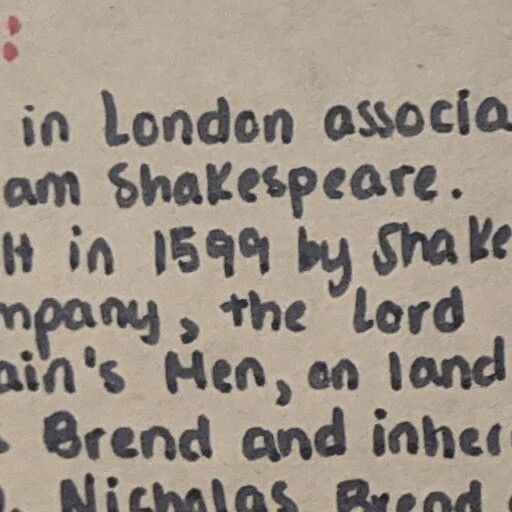 in London associa
am Shakespeare.
lt in 1599 by Shake
mpany, the Lord
ain's Men, on land
Brend and inher
Nicholas Brend